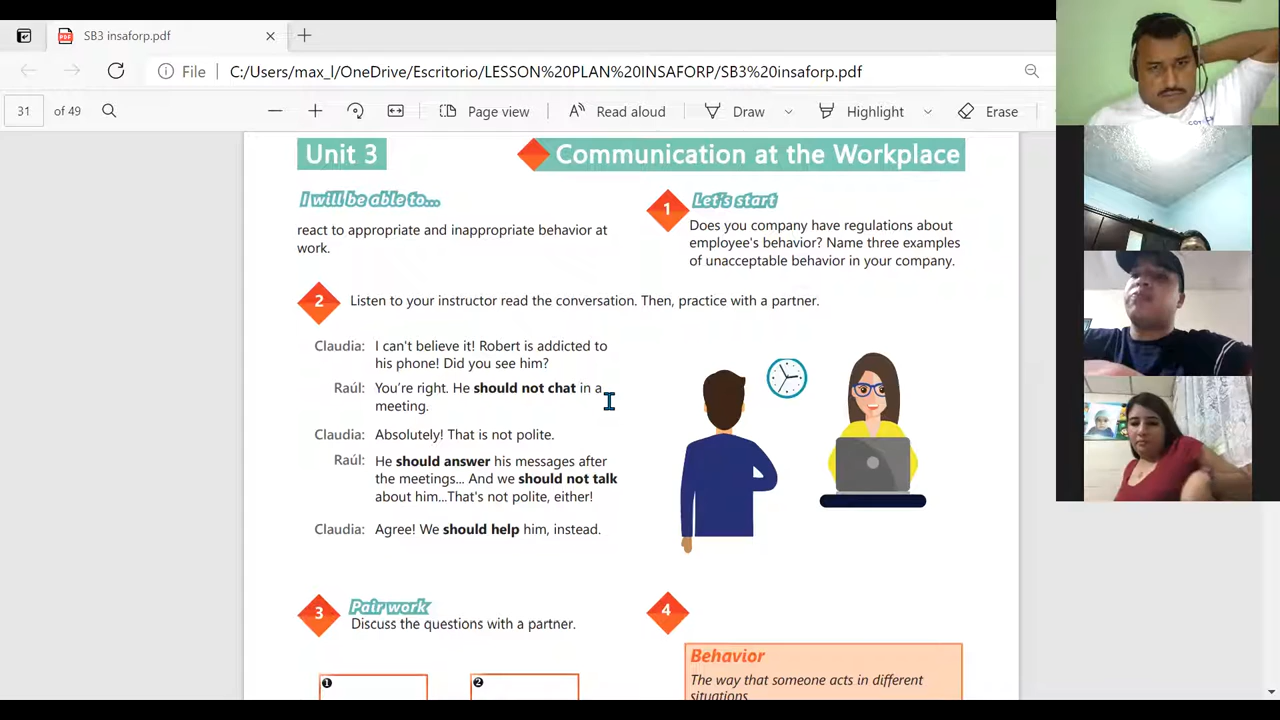 SB3 insaforp.pdf
File
C:/Users/max_l/OneDrive/Escritorio/LESSON%20PLAN%20INSAFORP/SB3%20insaforp.pdf
31 of 49
Page view
Read aloud
Draw
Highlight
Erase
Unit 3
Communication at the Workplace
I will be able to...
react to appropriate and inappropriate behavior at
work.
1
Let's start
Does you company have regulations about
employee's behavior? Name three examples
of unacceptable behavior in your company.
2
Listen to your instructor read the conversation. Then, practice with a partner.
Claudia: I can't believe it! Robert is addicted to
his phone! Did you see him?
Raúl: You're right. He should not chat in a
meeting.
Claudia: Absolutely! That is not polite.
Raúl: He should answer his messages after
the meetings... And we should not talk
about him...That's not polite, either!
Claudia: Agree! We should help him, instead.
3
Pair work
Discuss the questions with a partner.
1
2
4
Behavior
The way that someone acts in different
situations